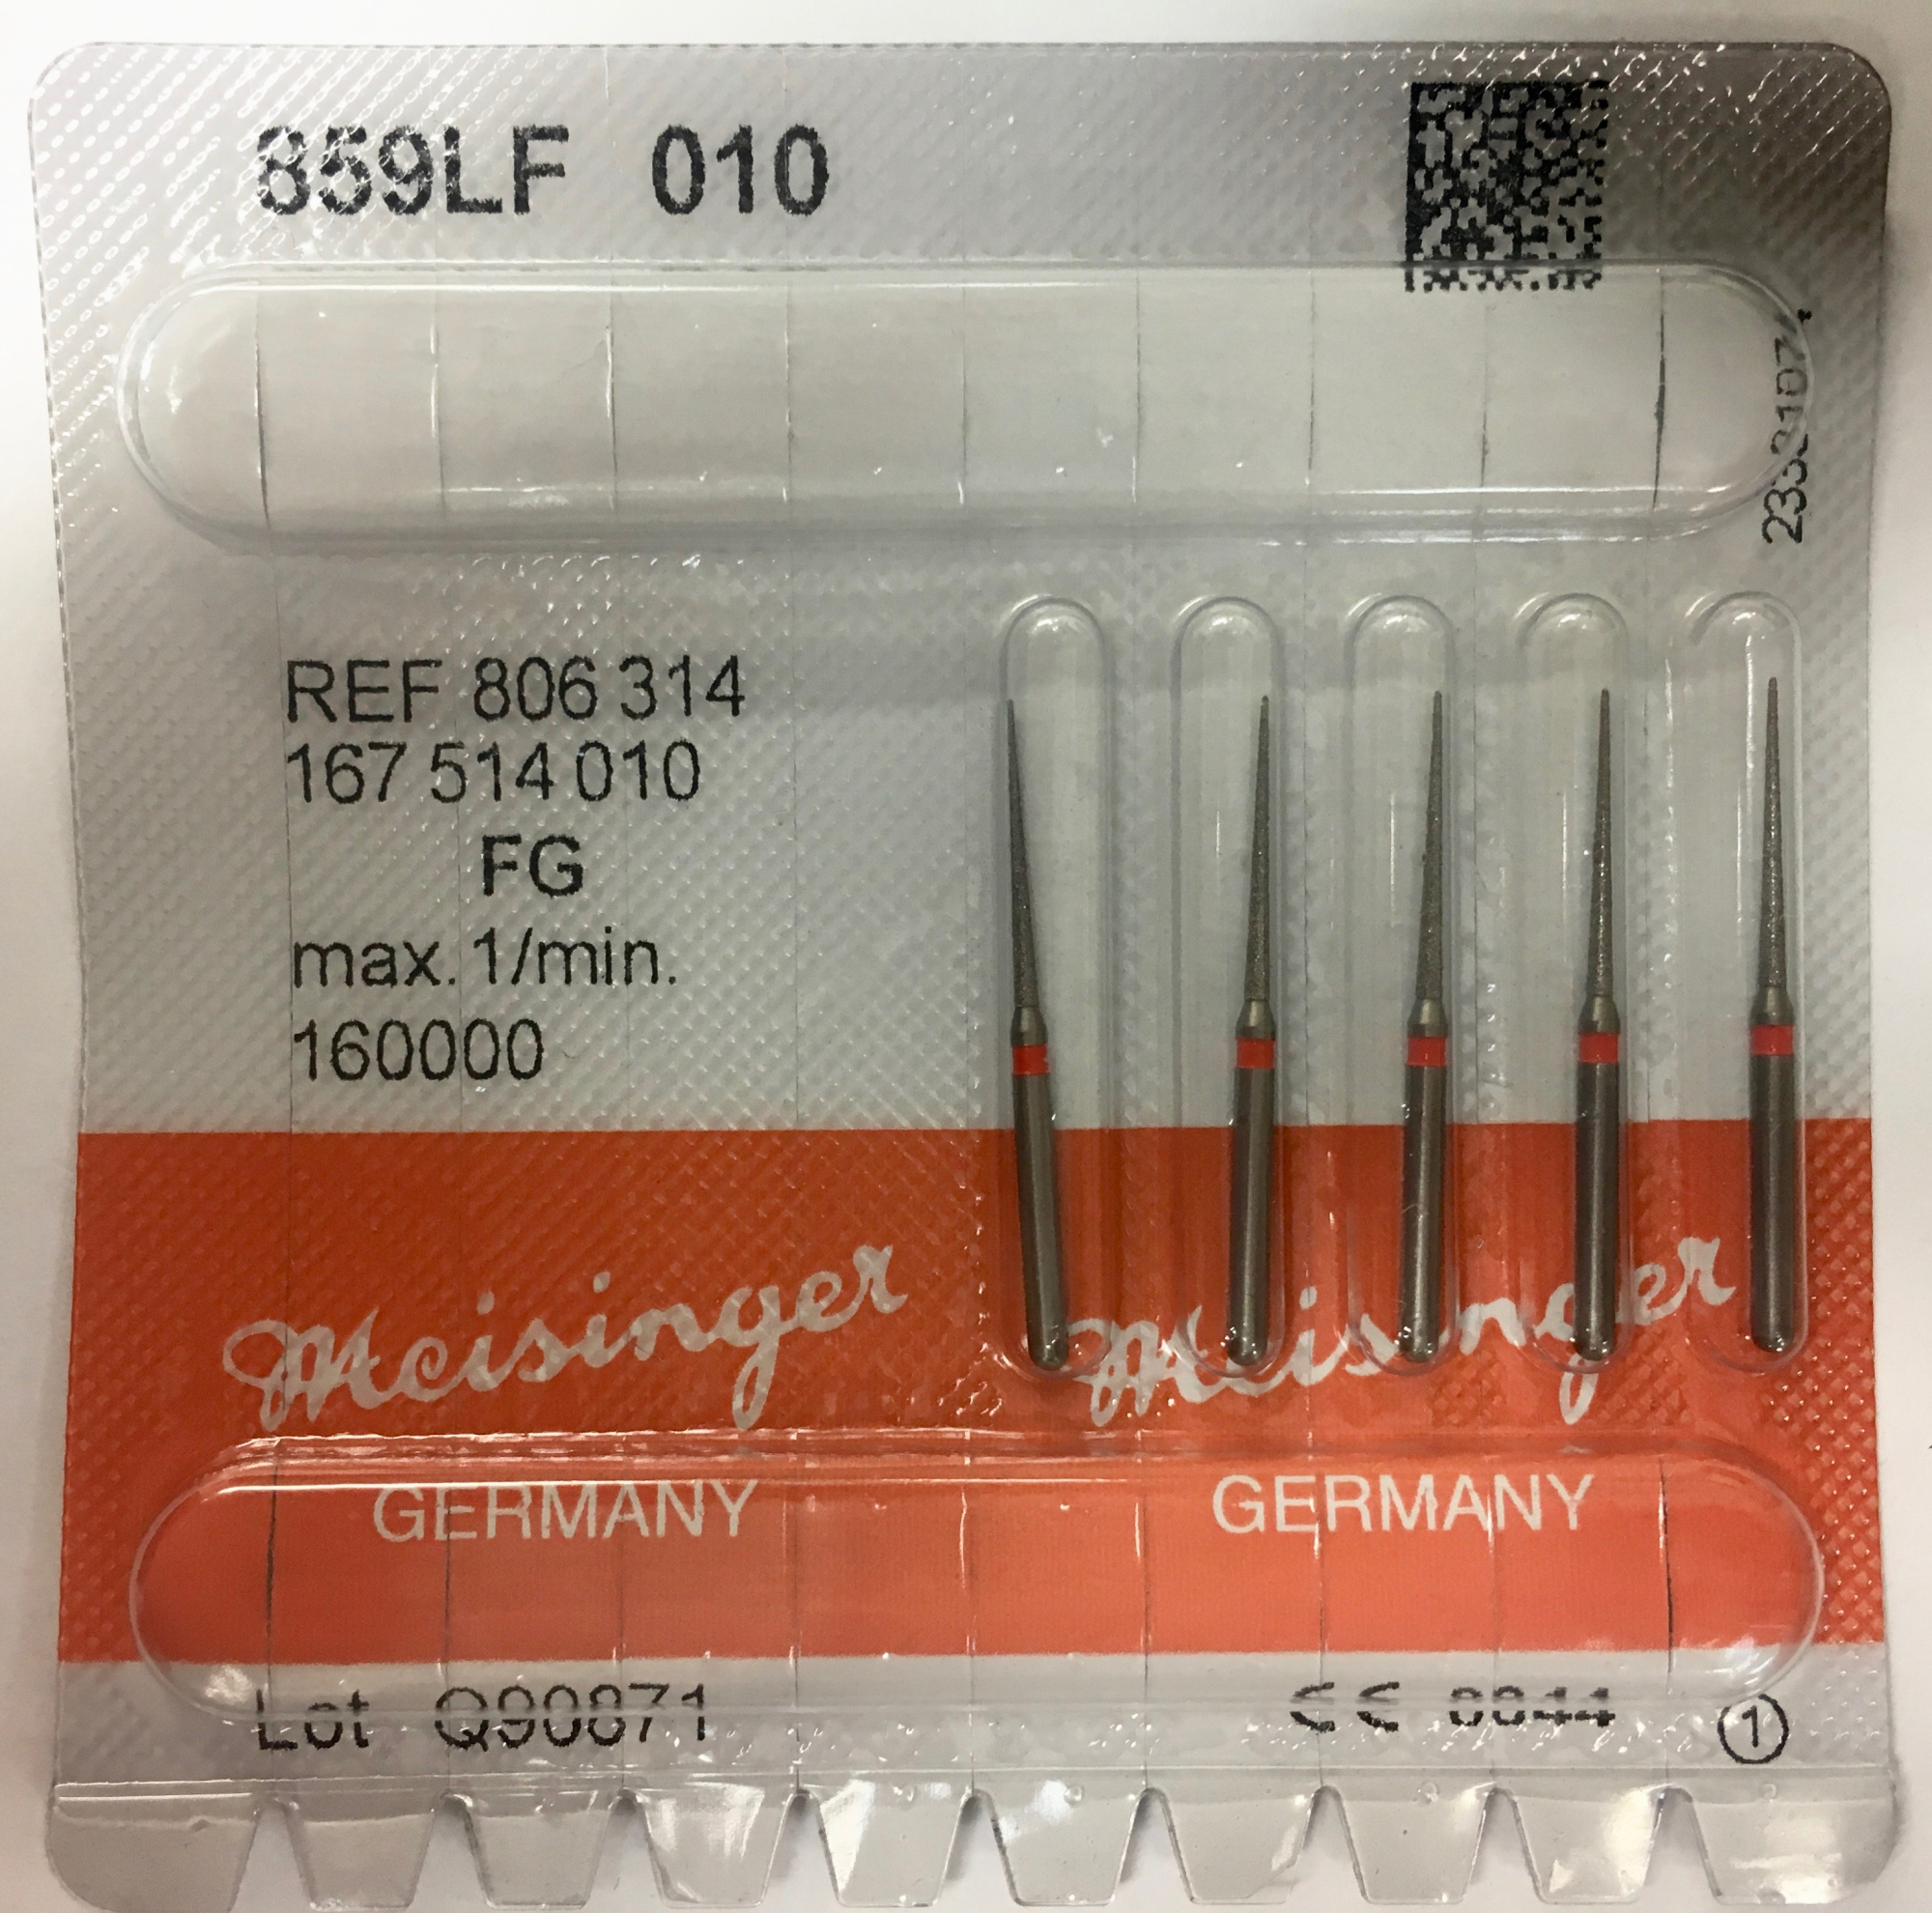 859LF 010
REF 806 314
167 514 010
FG
max. 1/min.
160000
Meisinger Meisinger
GERMANY GERMANY
Lot Q90871
CE 0044
1